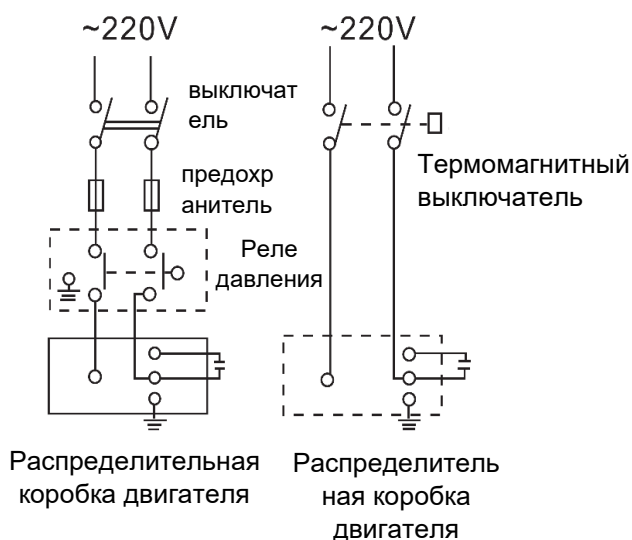 ~220V
~220V
выключат
ель
предохр
анитель
Реле
давления
Термомагнитный
выключатель
Распределительная
коробка двигателя
Распределитель
ная коробка
двигателя